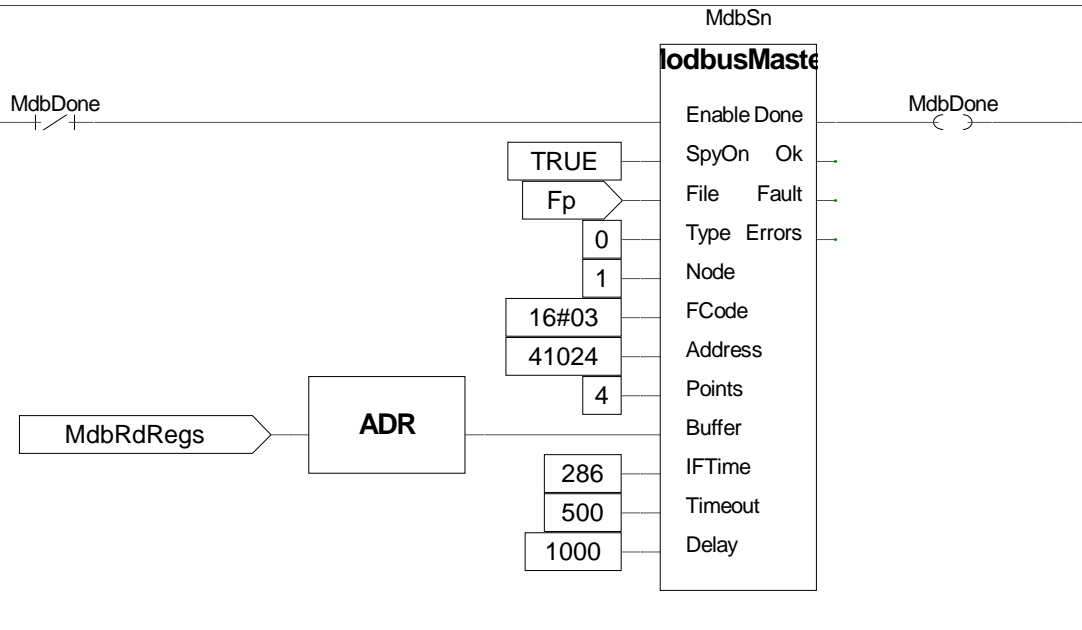 MdbSn
lodbusMaste
MdbDone
Enable Done
MdbDone
TRUE
SpyOn Ok
Fp
File Fault
0
Type Errors
1
Node
16#03
FCode
41024
Address
4
Points
MdbRdRegs
ADR
Buffer
286
IFTime
500
Timeout
1000
Delay